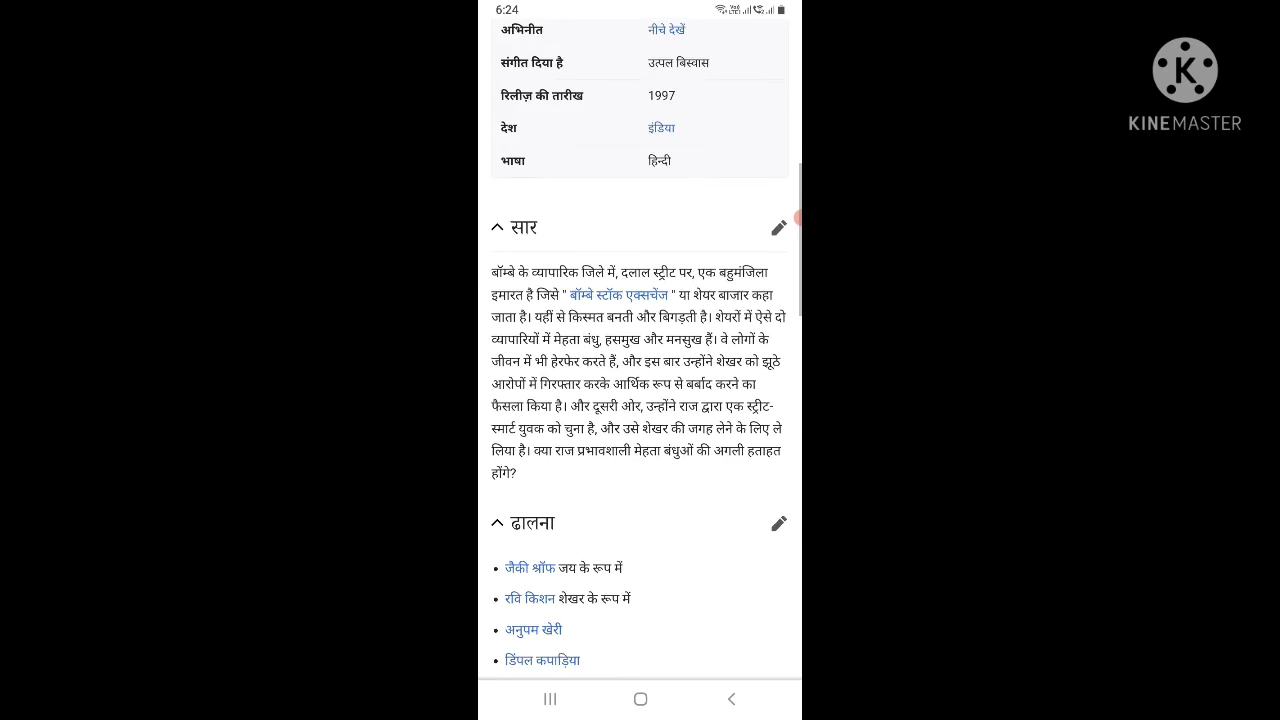 6:24
अभिनीत नीचे देखें
संगीत दिया है उत्पल बिस्वास
रिलीज़ की तारीख 1997
देश इंडिया
भाषा हिन्दी
सार
बॉम्बे के व्यापारिक जिले में, दलाल स्ट्रीट पर, एक बहुमंजिला
इमारत है जिसे " बॉम्बे स्टॉक एक्सचेंज " या शेयर बाजार कहा
जाता है। यहीं से किस्मत बनती और बिगड़ती है। शेयरों में ऐसे दो
व्यापारियों में मेहता बंधु, हसमुख और मनसुख हैं। वे लोगों के
जीवन में भी हेरफेर करते हैं, और इस बार उन्होंने शेखर को झूठे
आरोपों में गिरफ्तार करके आर्थिक रूप से बर्बाद करने का
फैसला किया है। और दूसरी ओर, उन्होंने राज द्वारा एक स्ट्रीट-
स्मार्ट युवक को चुना है, और उसे शेखर की जगह लेने के लिए ले
लिया है। क्या राज प्रभावशाली मेहता बंधुओं की अगली हताहत
होंगे?
ढालना
• जैकी श्रॉफ जय के रूप में
• रवि किशन शेखर के रूप में
• अनुपम खेरी
• डिंपल कपाड़िया
K
KINEMASTER